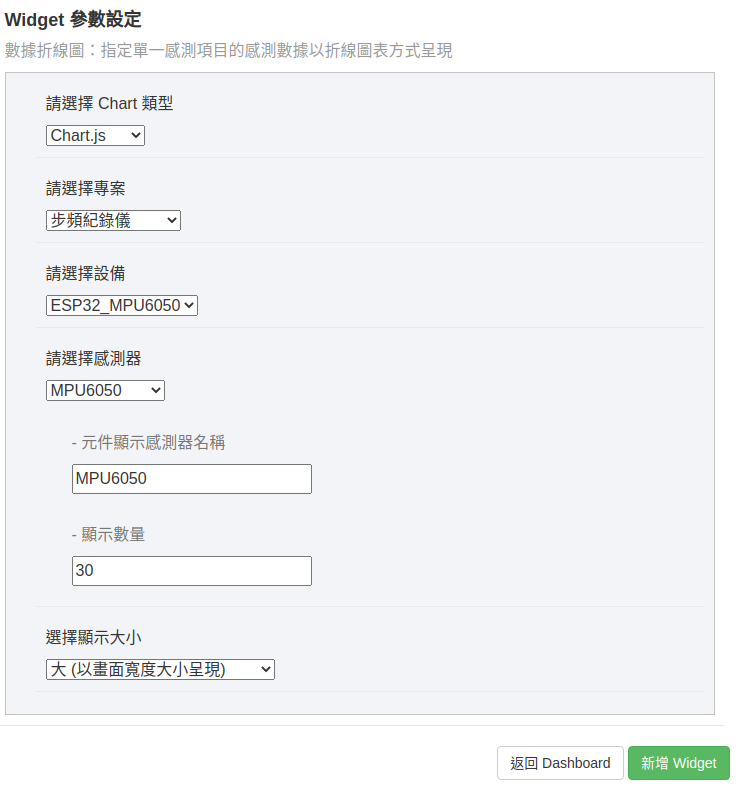 Widget 參數設定
數據折線圖：指定單一感測項目的感測數據以折線圖表方式呈現
請選擇 Chart 類型
Chart.js
請選擇專案
步頻紀錄儀
請選擇設備
ESP32_MPU6050
請選擇感測器
MPU6050
- 元件顯示感測器名稱
MPU6050
- 顯示數量
30
選擇顯示大小
大 (以畫面寬度大小呈現)
返回 Dashboard
新增 Widget